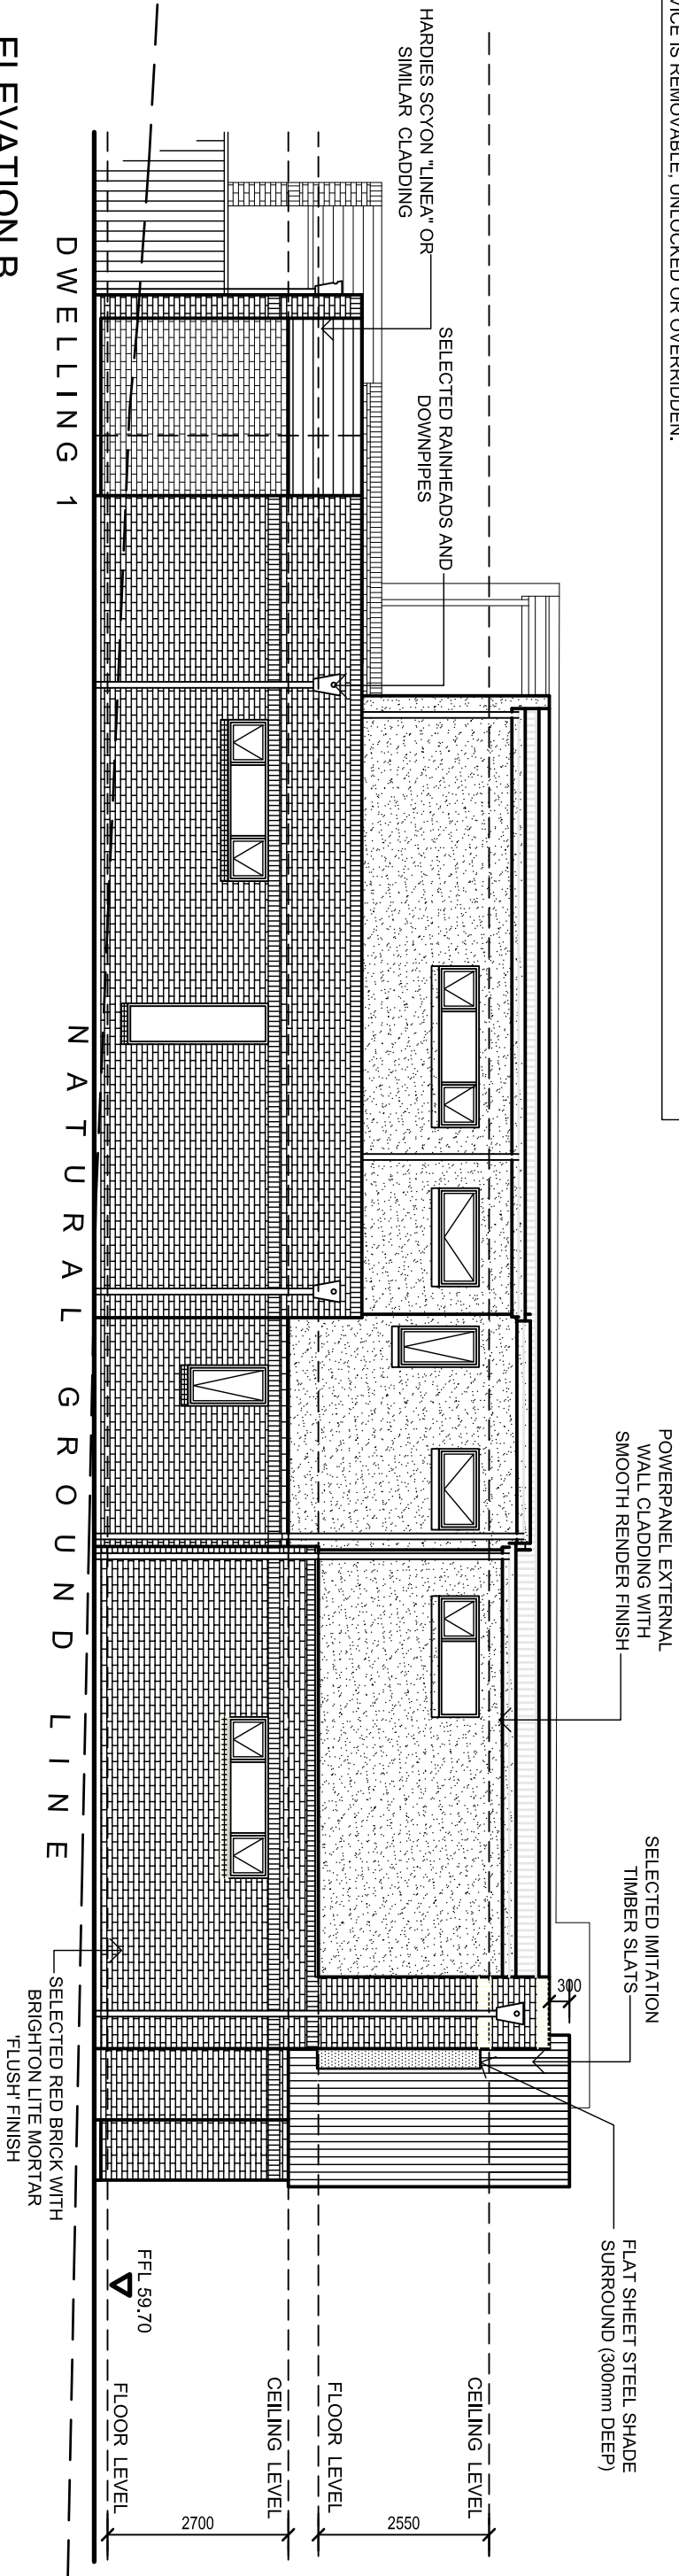 VICE IS REMOVABLE, UNLOCKED OR OVERRIDDEN.
HARDIES SCYON "LINEA" OR
SIMILAR CLADDING
SELECTED RAINHEADS AND
DOWNPIPES
POWERPANEL EXTERNAL
WALL CLADDING WITH
SMOOTH RENDER FINISH
SELECTED IMITATION
TIMBER SLATS
300
FLAT SHEET STEEL SHADE
SURROUND (300mm DEEP)
CEILING LEVEL
2550
FLOOR LEVEL
CEILING LEVEL
2700
FLOOR LEVEL
FFL 59.70
SELECTED RED BRICK WITH
BRIGHTON LITE MORTAR
'FLUSH' FINISH
DWELLING 1
NATURAL GROUND LINE
ELEVATION B